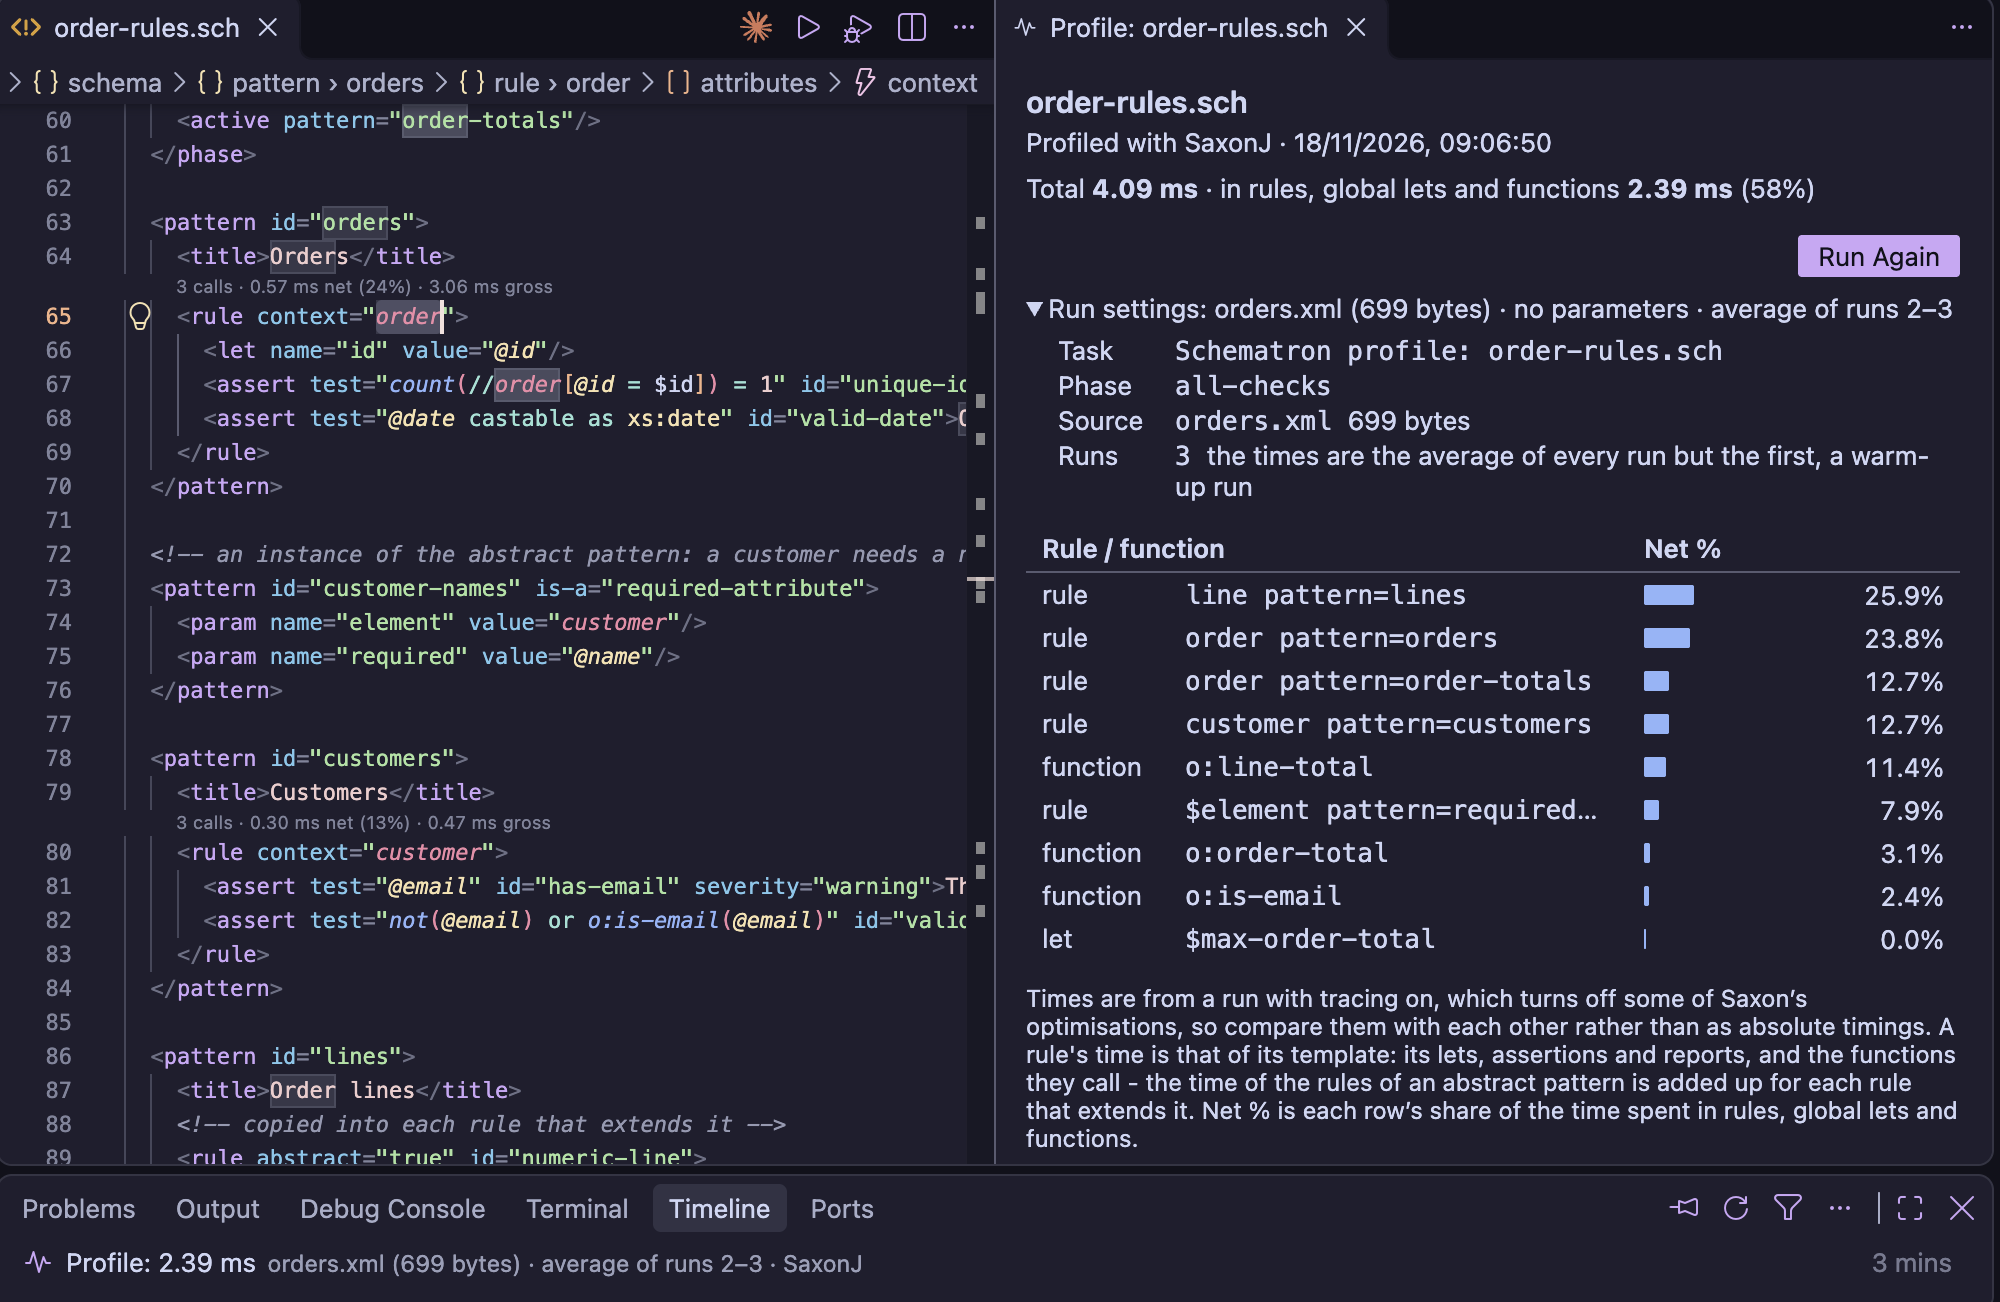 order-rules.sch
schema pattern › orders rule › order attributes context
60 <active pattern="order-totals"/>
61 </phase>
62
63 <pattern id="orders">
64 <title>Orders</title>
3 calls · 0.57 ms net (24%) · 3.06 ms gross
65 <rule context="order">
66 <let name="id" value="@id"/>
67 <assert test="count(//order[@id = $id]) = 1" id="unique-id
68 <assert test="@date castable as xs:date" id="valid-date">
69 </rule>
70 </pattern>
71
72 <!-- an instance of the abstract pattern: a customer needs a
73 <pattern id="customer-names" is-a="required-attribute">
74 <param name="element" value="customer"/>
75 <param name="required" value="@name"/>
76 </pattern>
77
78 <pattern id="customers">
79 <title>Customers</title>
3 calls · 0.30 ms net (13%) · 0.47 ms gross
80 <rule context="customer">
81 <assert test="@email" id="has-email" severity="warning">Th
82 <assert test="not(@email) or o:is-email(@email)" id="valid
83 </rule>
84 </pattern>
85
86 <pattern id="lines">
87 <title>Order lines</title>
88 <!-- copied into each rule that extends it -->
89 <rule abstract="true" id="numeric-line">
Profile: order-rules.sch
order-rules.sch
Profiled with SaxonJ · 18/11/2026, 09:06:50
Total 4.09 ms · in rules, global lets and functions 2.39 ms (58%)
Run Again
Run settings: orders.xml (699 bytes) · no parameters · average of runs 2–3
Task Schematron profile: order-rules.sch
Phase all-checks
Source orders.xml 699 bytes
Runs 3 the times are the average of every run but the first, a warm-
up run
Rule / function Net %
rule line pattern=lines 25.9%
rule order pattern=orders 23.8%
rule order pattern=order-totals 12.7%
rule customer pattern=customers 12.7%
function o:line-total 11.4%
rule $element pattern=required… 7.9%
function o:order-total 3.1%
function o:is-email 2.4%
let $max-order-total 0.0%
Times are from a run with tracing on, which turns off some of Saxon’s
optimisations, so compare them with each other rather than as absolute timings. A
rule's time is that of its template: its lets, assertions and reports, and the functions
they call - the time of the rules of an abstract pattern is added up for each rule
that extends it. Net % is each row’s share of the time spent in rules, global lets and
functions.
Problems Output Debug Console Terminal Timeline Ports
Profile: 2.39 ms orders.xml (699 bytes) · average of runs 2–3 · SaxonJ 3 mins